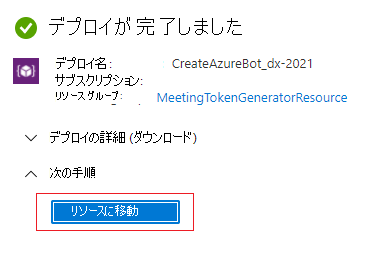 デプロイが完了しました
デプロイ名: CreateAzureBot_dx-2021
サブスクリプション:
リソース グループ: MeetingTokenGeneratorResource
デプロイの詳細 (ダウンロード)
次の手順
リソースに移動